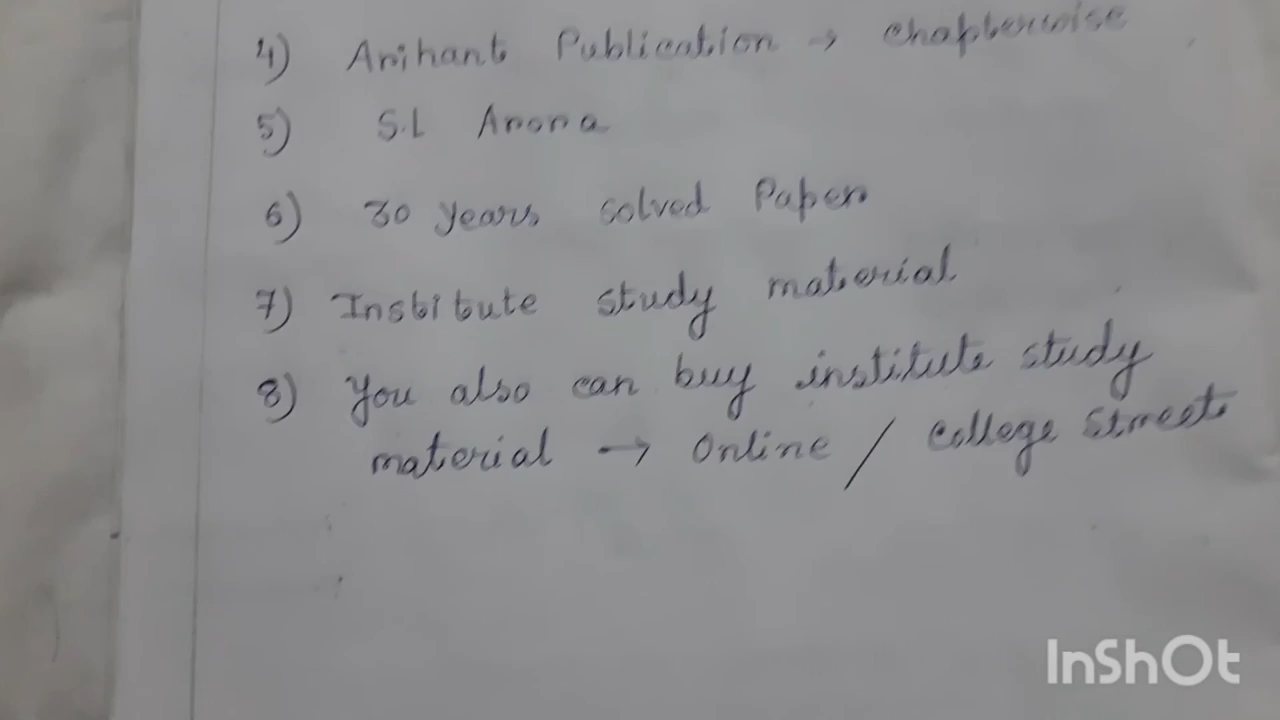 4) Arihant Publication → Chapterwise
5) S.L Arora
6) 30 years solved Paper
7) Institute study material
8) You also can buy institute study
material → Online / College Street
InShOt